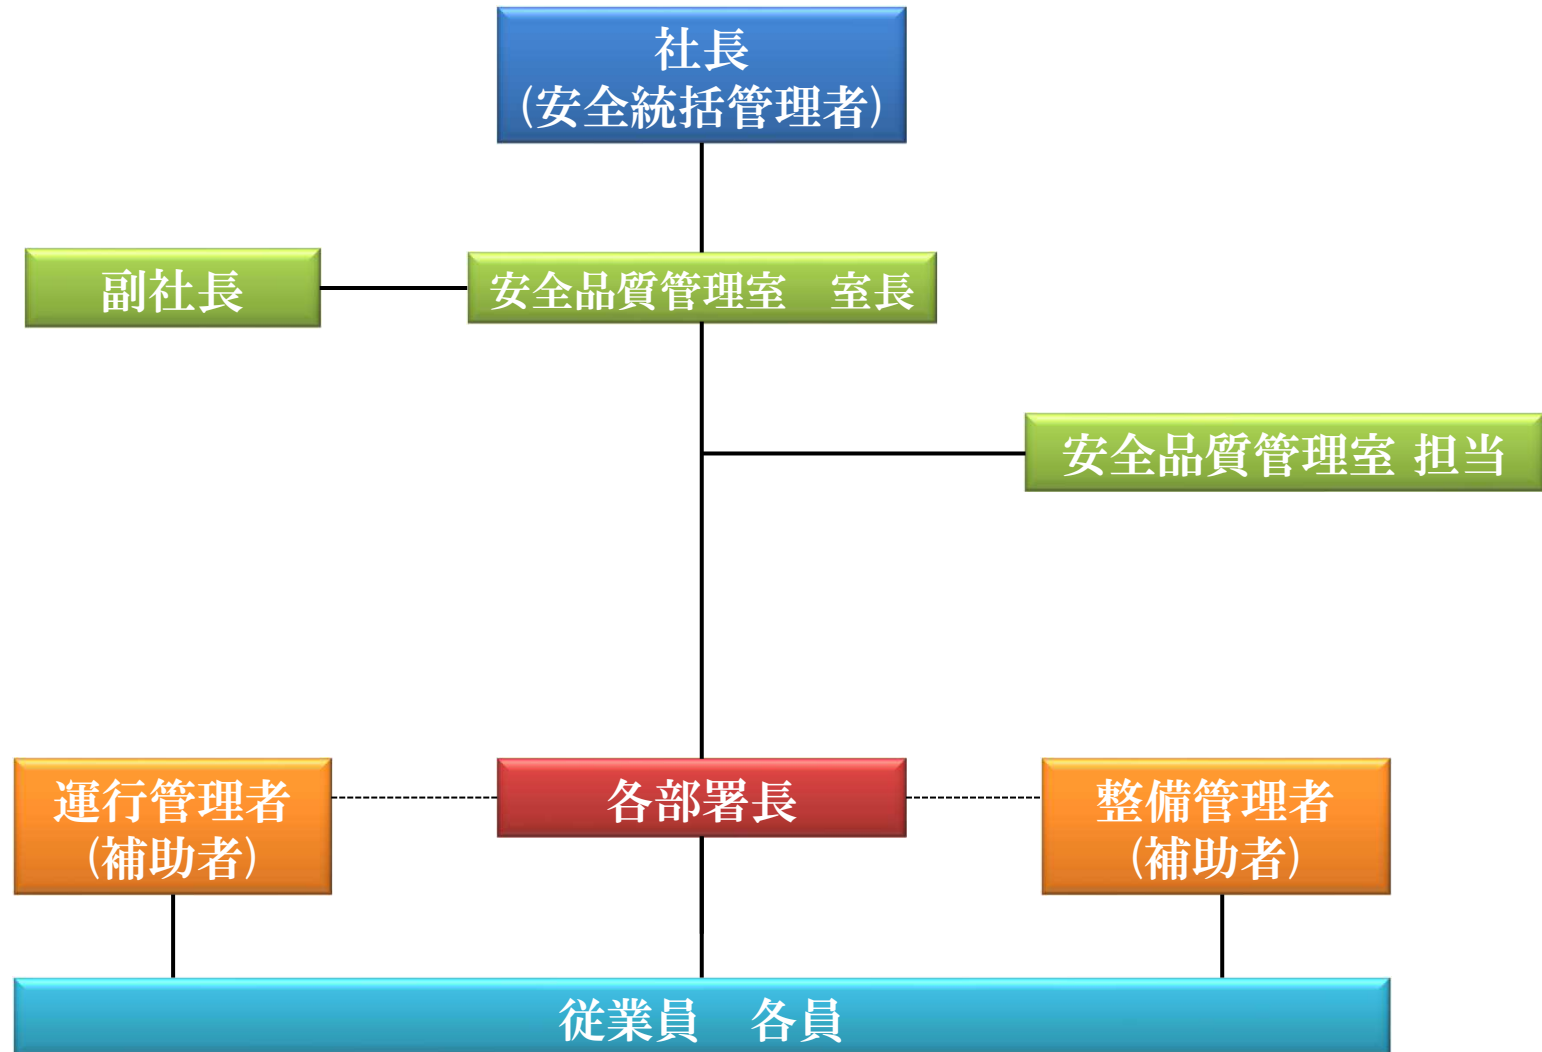 社長
(安全統括管理者)
副社長
安全品質管理室　室長
安全品質管理室 担当
運行管理者
(補助者)
各部署長
整備管理者
(補助者)
従業員　各員